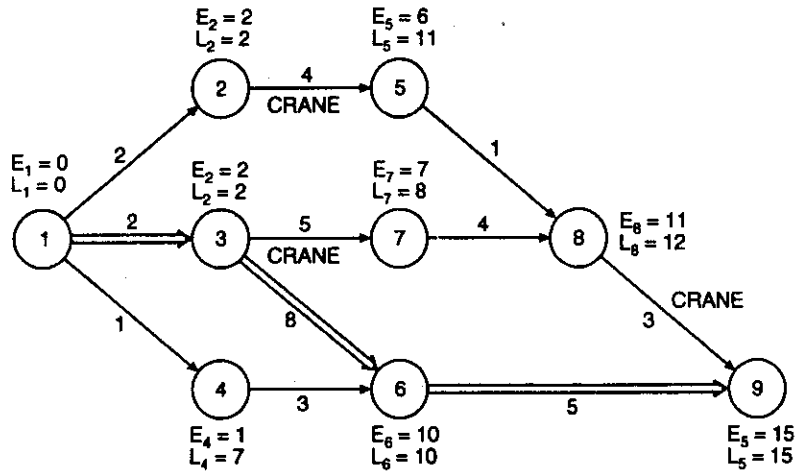 E₂ = 2
L₂ = 2
E₅ = 6
L₅ = 11
2
4
CRANE
5
2
1
E₁ = 0
L₁ = 0
E₂ = 2
L₂ = 2
E₇ = 7
L₇ = 8
1
2
3
5
CRANE
7
4
8
E₈ = 11
L₈ = 12
1
8
CRANE
3
4
3
6
5
9
E₄ = 1
L₄ = 7
E₆ = 10
L₆ = 10
E₅ = 15
L₅ = 15